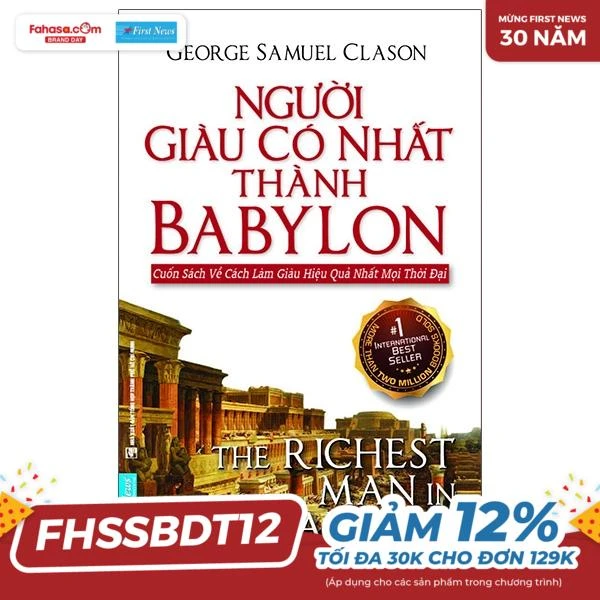 Fahasa.com
BRAND DAY
First News
MỪNG FIRST NEWS
30 NĂM
GEORGE SAMUEL CLASON
NGƯỜI
GIÀU CÓ NHẤT
THÀNH
BABYLON
Cuốn Sách Về Cách Làm Giàu Hiệu Quả Nhất Mọi Thời Đại
#1
INTERNATIONAL
BEST
SELLER
MORE THAN TWO MILLION BOOKS SOLD
THE RICHEST
MAN IN
FHSSBDT12
GIẢM 12%
TỐI ĐA 30K CHO ĐƠN 129K
(Áp dụng cho các sản phẩm trong chương trình)